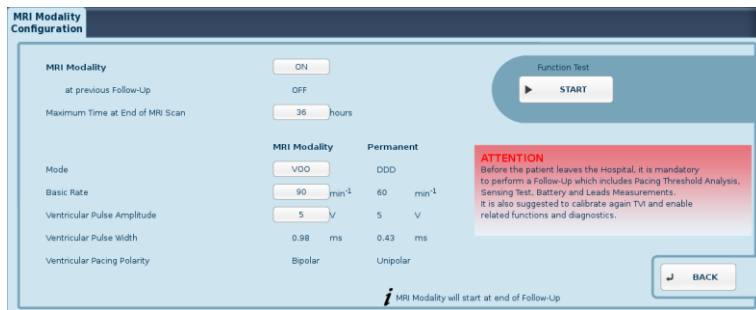 MRI Modality
Configuration
MRI Modality ON
at previous Follow-Up OFF
Maximum Time at End of MRI Scan 36 hours
Function Test
START
MRI Modality Permanent
Mode VOO DDD
Basic Rate 90 min-1 60 min-1
Ventricular Pulse Amplitude 5 V 5 V
Ventricular Pulse Width 0.98 ms 0.43 ms
Ventricular Pacing Polarity Bipolar Unipolar
ATTENTION
Before the patient leaves the Hospital, it is mandatory
to perform a Follow-Up which includes Pacing Threshold Analysis,
Sensing Test, Battery and Leads Measurements.
It is also suggested to calibrate again TVI and enable
related functions and diagnostics.
BACK
i MRI Modality will start at end of Follow-Up